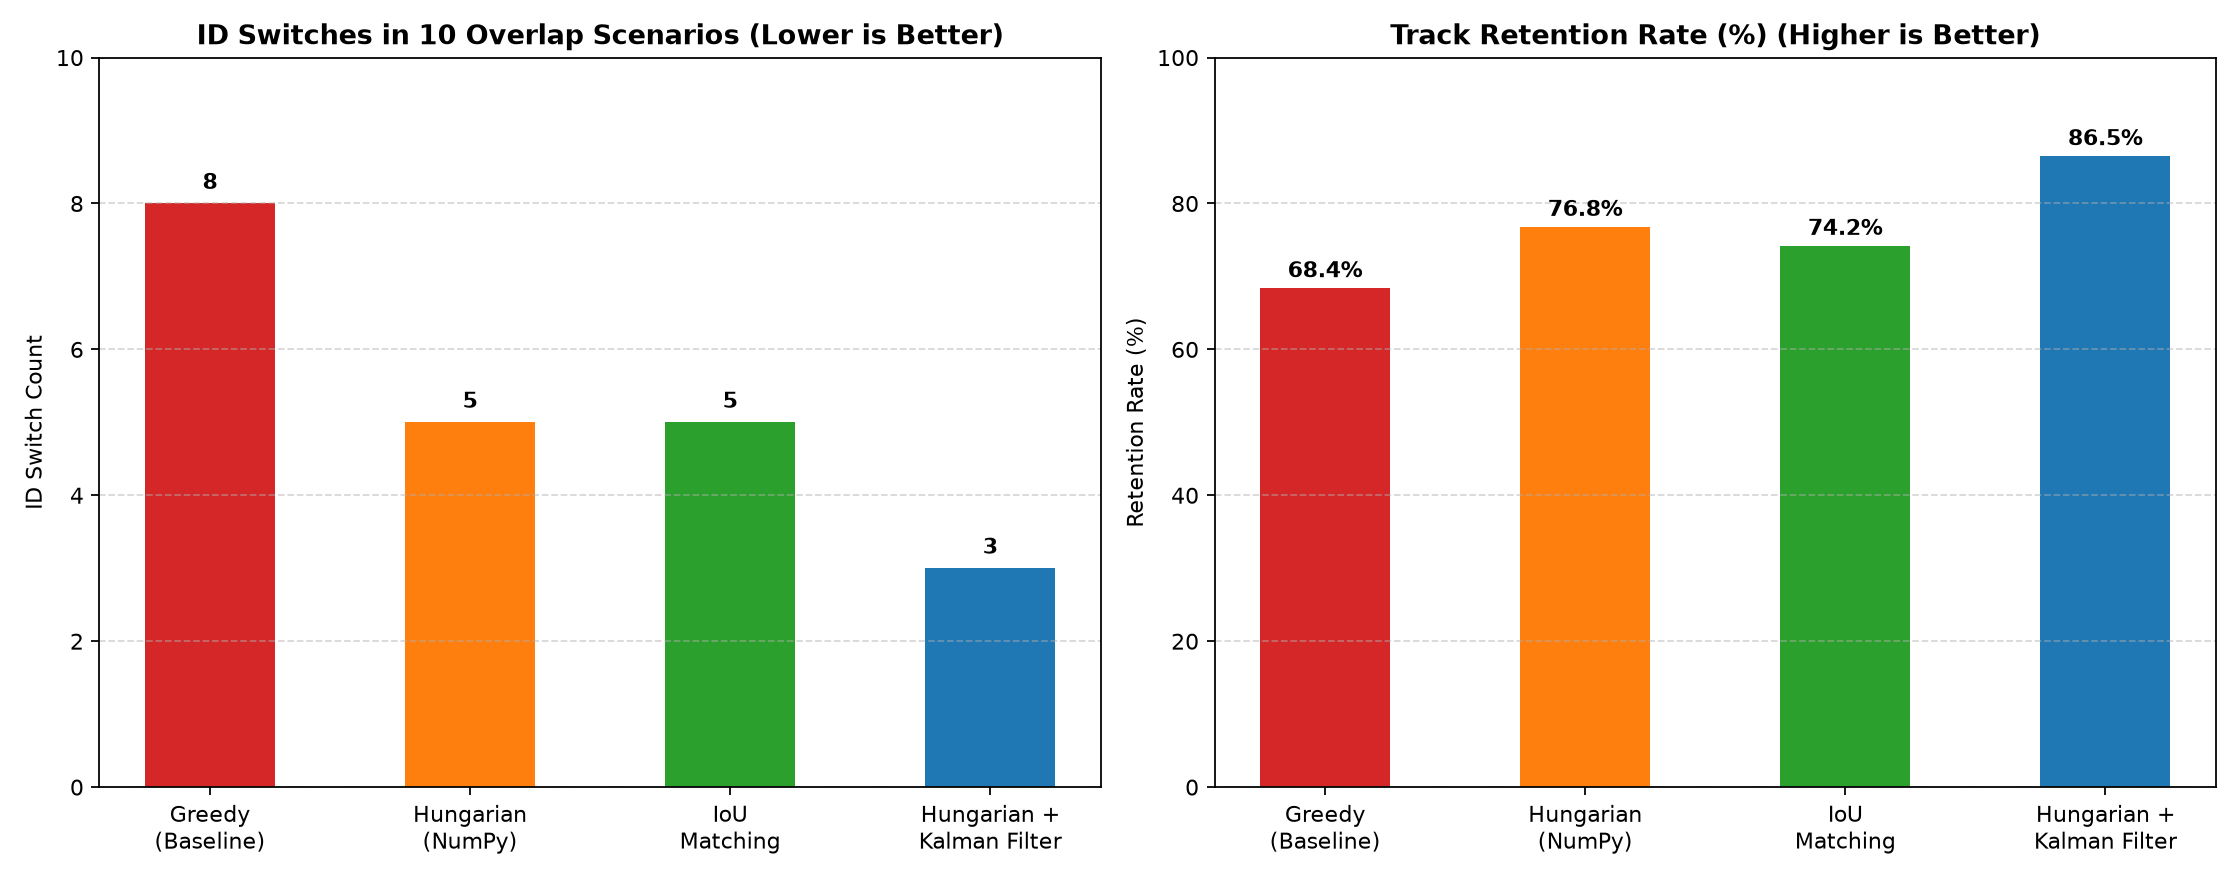 ID Switches in 10 Overlap Scenarios (Lower is Better)
ID Switch Count
10
8
6
4
2
0
8
5
5
3
Greedy
(Baseline)
Hungarian
(NumPy)
IoU
Matching
Hungarian +
Kalman Filter
Track Retention Rate (%) (Higher is Better)
Retention Rate (%)
100
80
60
40
20
0
68.4%
76.8%
74.2%
86.5%
Greedy
(Baseline)
Hungarian
(NumPy)
IoU
Matching
Hungarian +
Kalman Filter